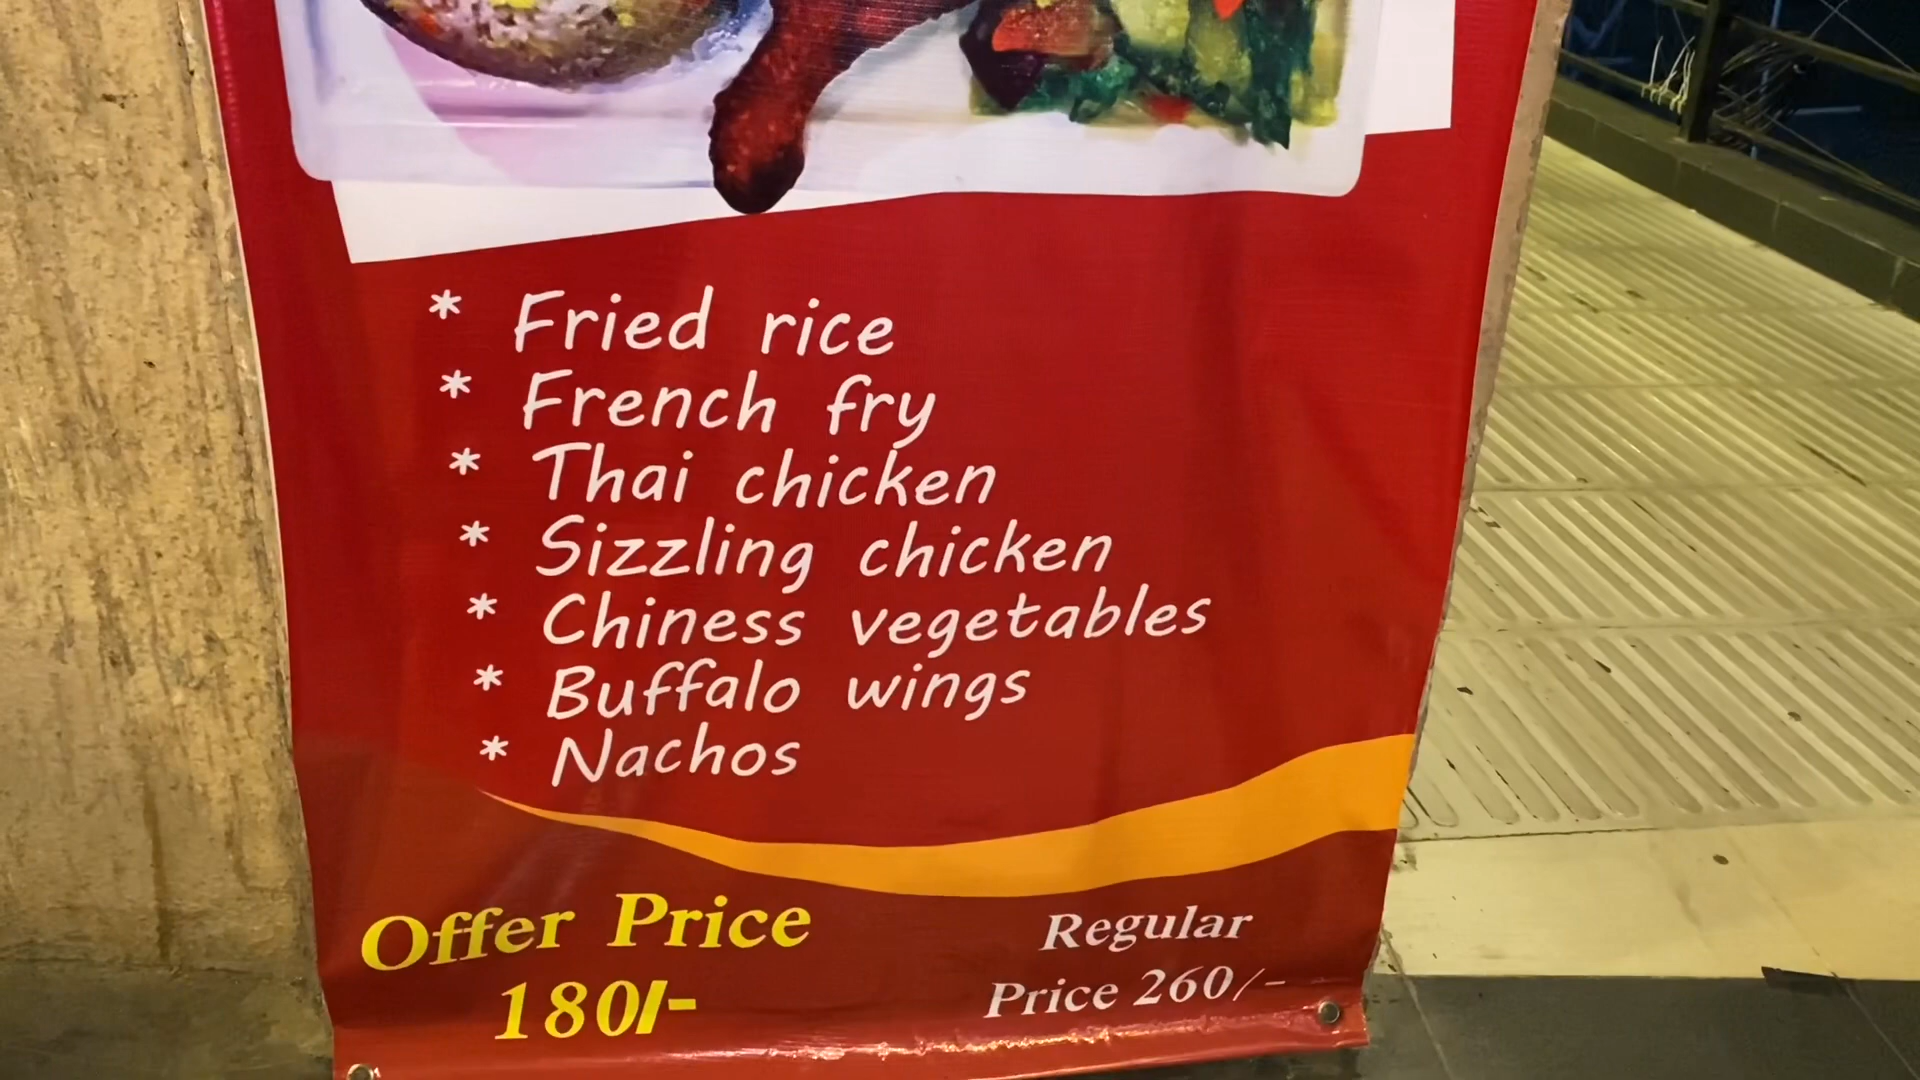 * Fried rice
* French fry
* Thai chicken
* Sizzling chicken
* Chiness vegetables
* Buffalo wings
* Nachos
Offer Price
180/-
Regular
Price 260/-